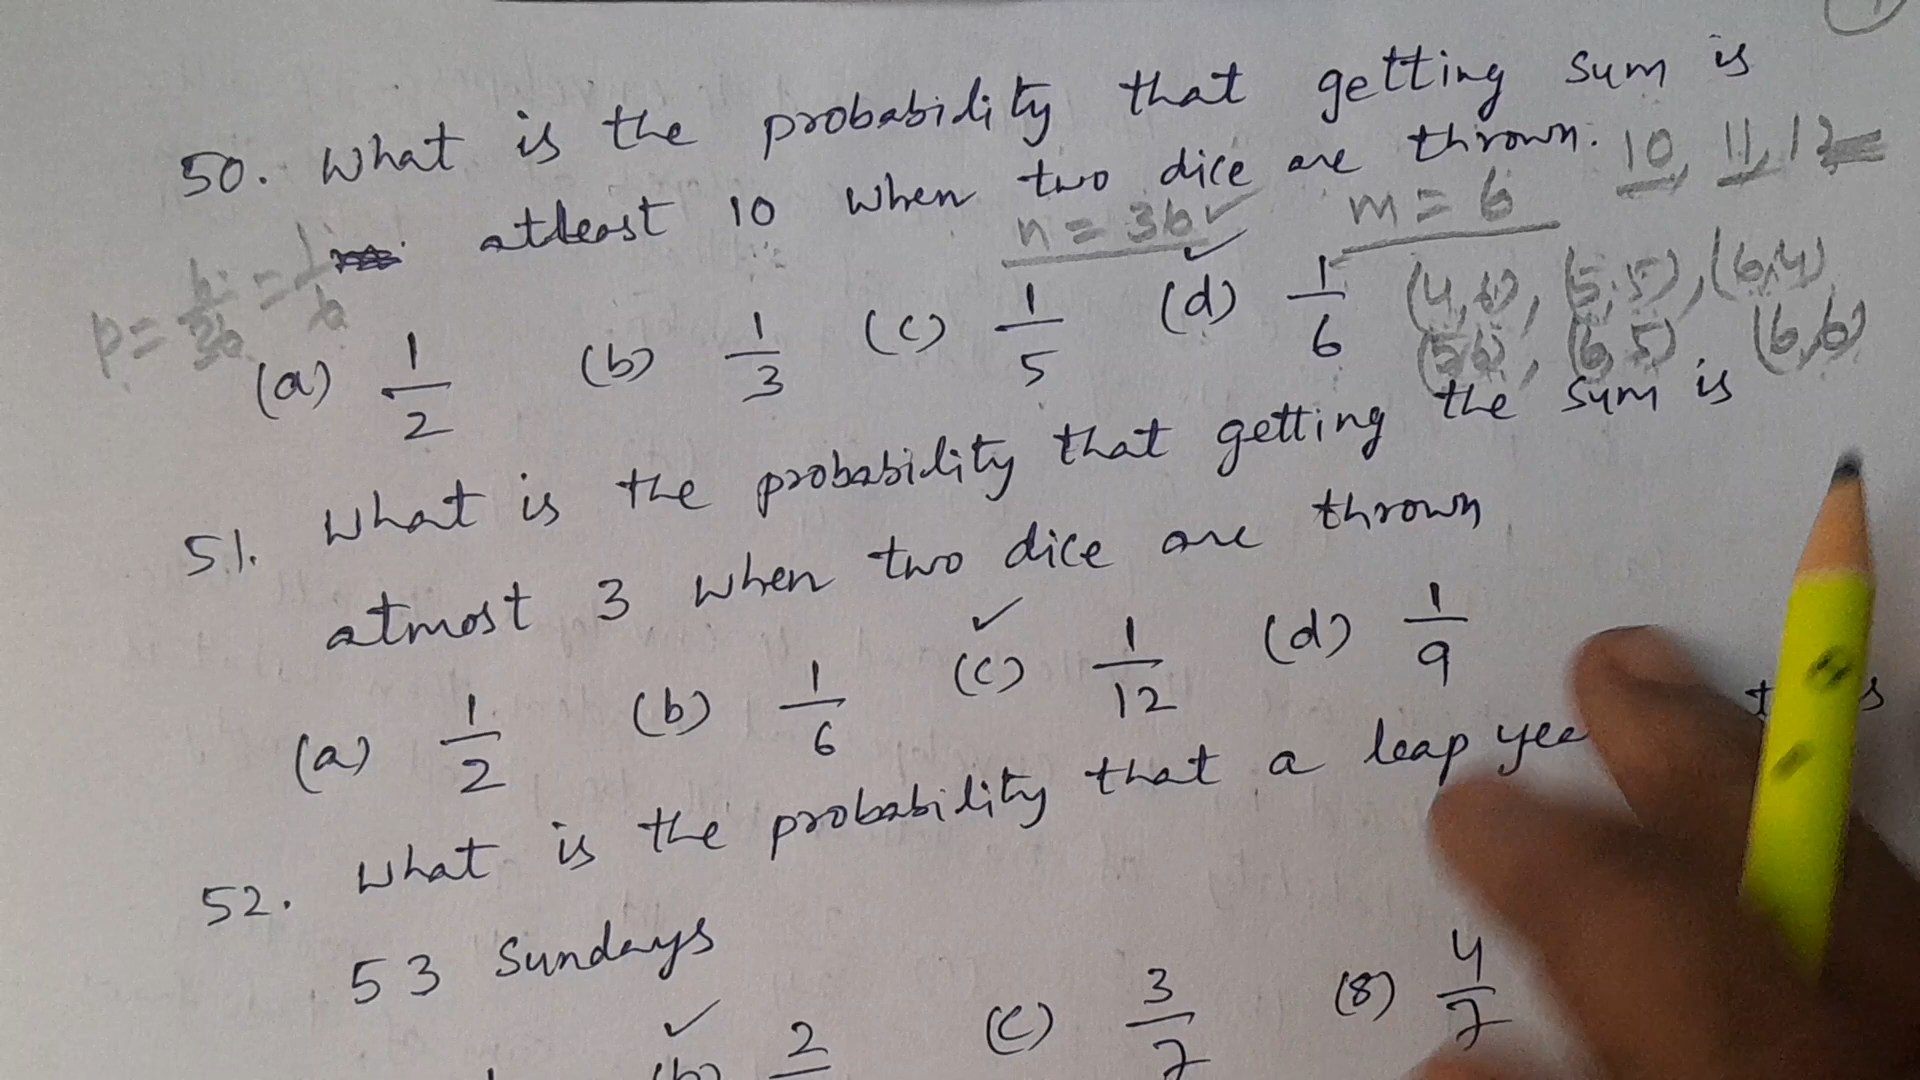 50. What is the probability that getting sum is
atleast 10 when two dice are thrown. 10, 11, 12
n = 36 ✓ m = 6
p = 6/36 = 1/6
(a) 1/2 (b) 1/3 (c) 1/5 ✓(d) 1/6
(4,6), (5,5), (6,4)
(5,6), (6,5) (6,6)
51. What is the probability that getting the sum is
atmost 3 when two dice are thrown
(a) 1/2 (b) 1/6 ✓(c) 1/12 (d) 1/9
52. What is the probability that a leap
53 Sundays
✓(b) 2 (c) 3/7 (8) 4/7